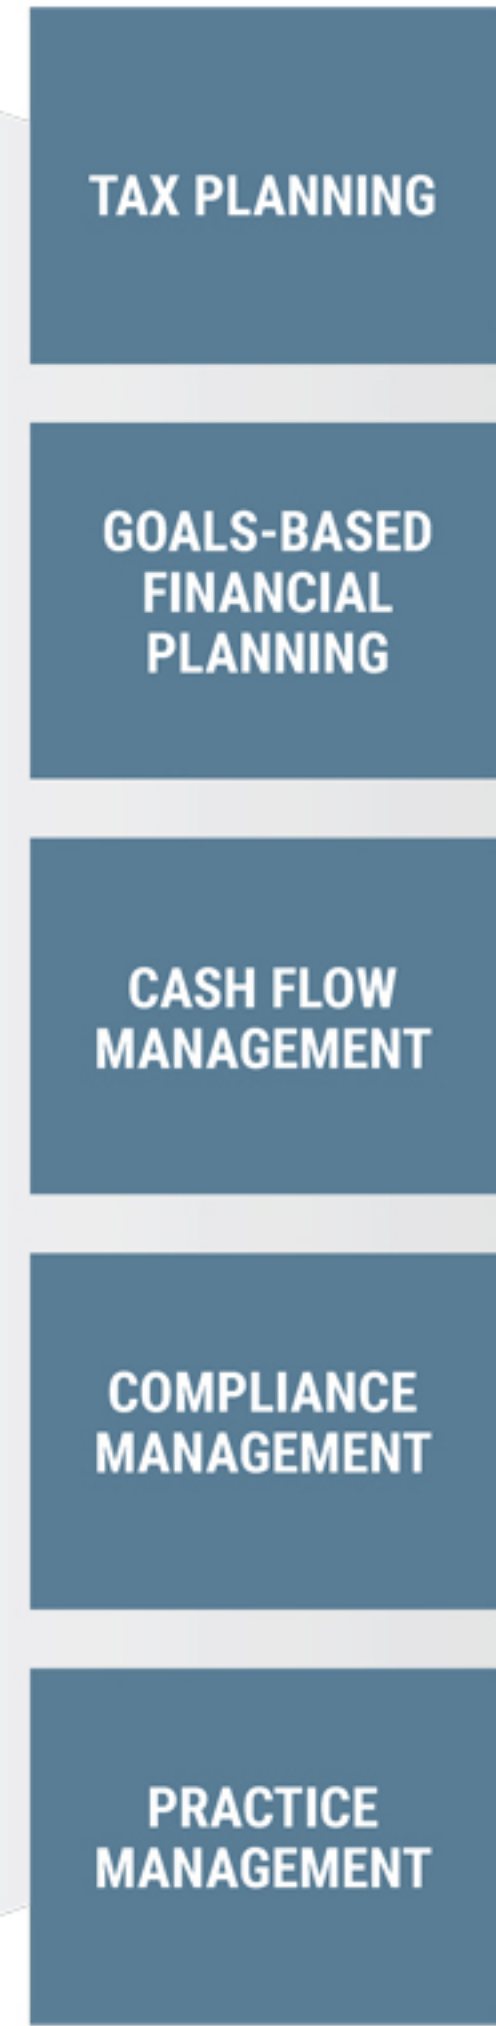 TAX PLANNING
GOALS-BASED
FINANCIAL
PLANNING
CASH FLOW
MANAGEMENT
COMPLIANCE
MANAGEMENT
PRACTICE
MANAGEMENT